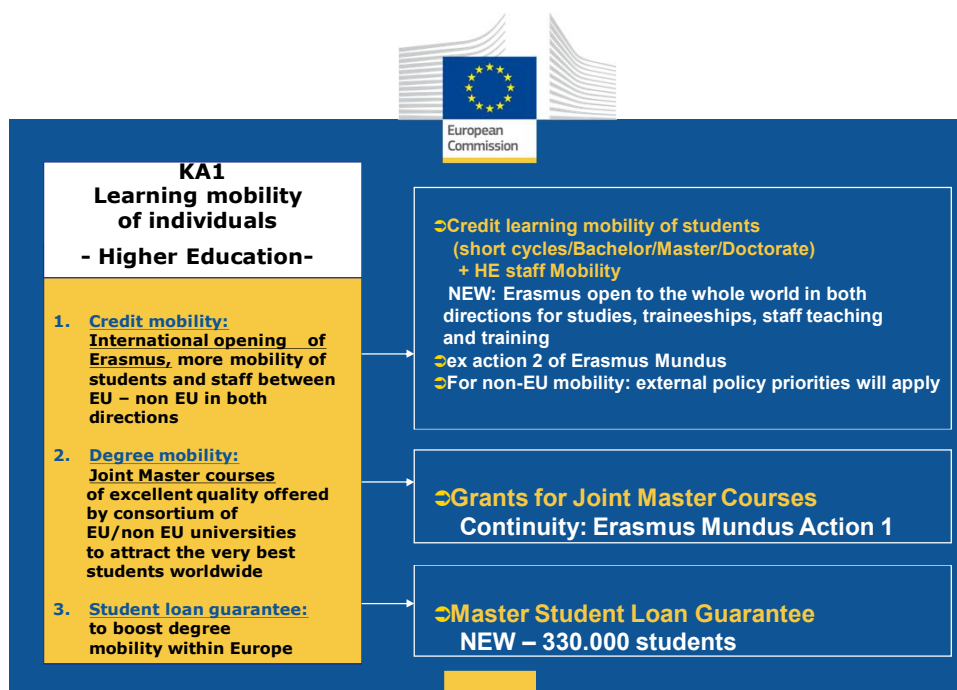 European
Commission
KA1
Learning mobility
of individuals
- Higher Education-
1. Credit mobility:
International opening of
Erasmus, more mobility of
students and staff between
EU – non EU in both
directions
2. Degree mobility:
Joint Master courses
of excellent quality offered
by consortium of
EU/non EU universities
to attract the very best
students worldwide
3. Student loan guarantee:
to boost degree
mobility within Europe
➲Credit learning mobility of students
(short cycles/Bachelor/Master/Doctorate)
+ HE staff Mobility
NEW: Erasmus open to the whole world in both
directions for studies, traineeships, staff teaching
and training
➲ex action 2 of Erasmus Mundus
➲For non-EU mobility: external policy priorities will apply
➲Grants for Joint Master Courses
Continuity: Erasmus Mundus Action 1
➲Master Student Loan Guarantee
NEW – 330.000 students